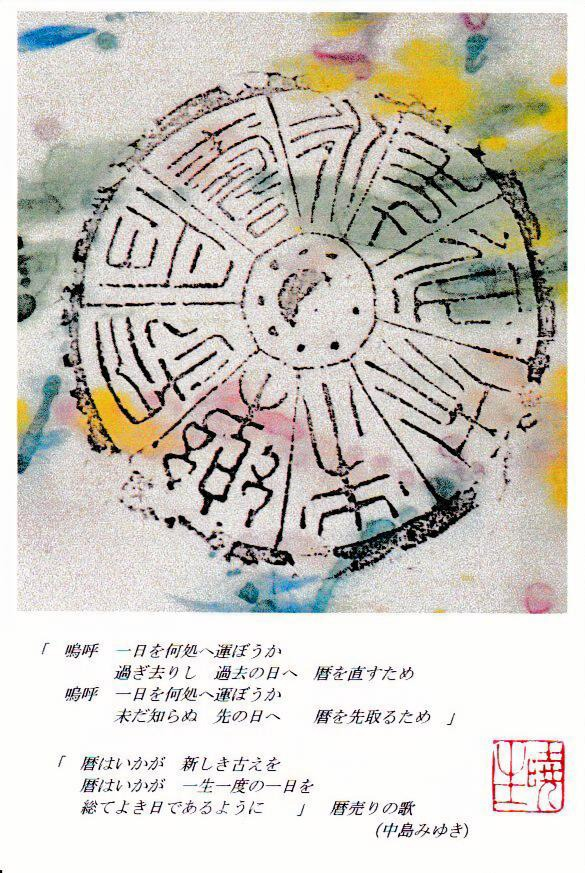 「　嗚呼　一日を何処へ運ぼうか
過ぎ去りし　過去の日へ　暦を直すため
嗚呼　一日を何処へ運ぼうか
未だ知らぬ　先の日へ　　暦を先取るため　」
「　暦はいかが　新しき古えを
暦はいかが　一生一度の一日を
総てよき日であるように　　」　暦売りの歌
(中島みゆき)